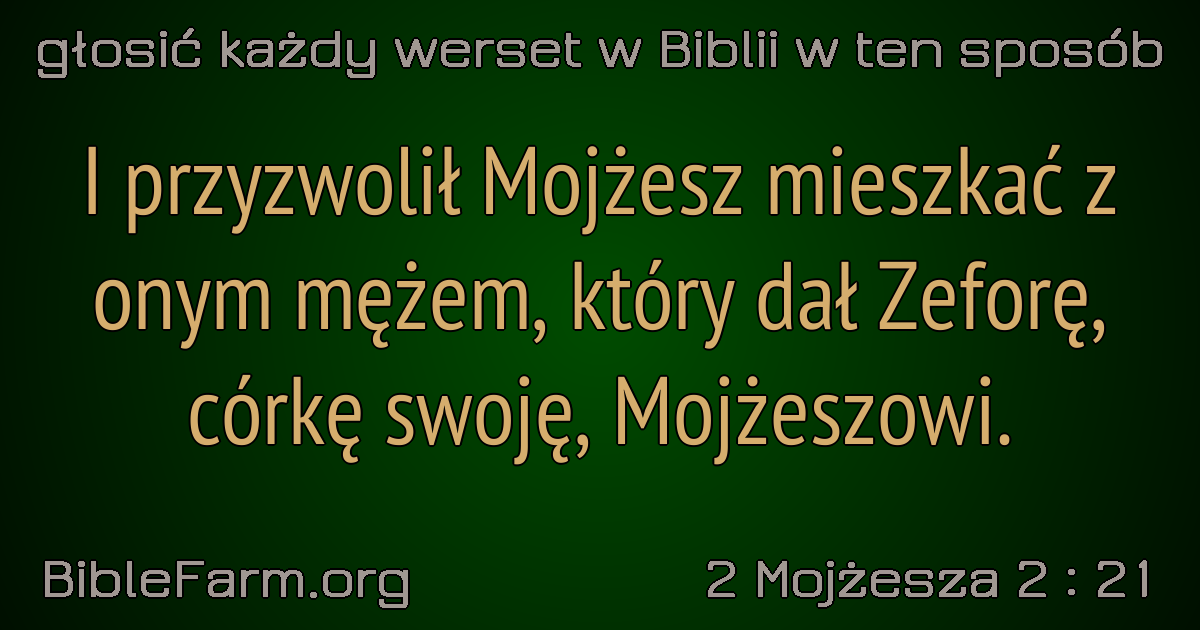 głosić każdy werset w Biblii w ten sposób
I przyzwolił Mojżesz mieszkać z
onym mężem, który dał Zeforę,
córkę swoję, Mojżeszowi.
BibleFarm.org
2 Mojżesza 2 : 21